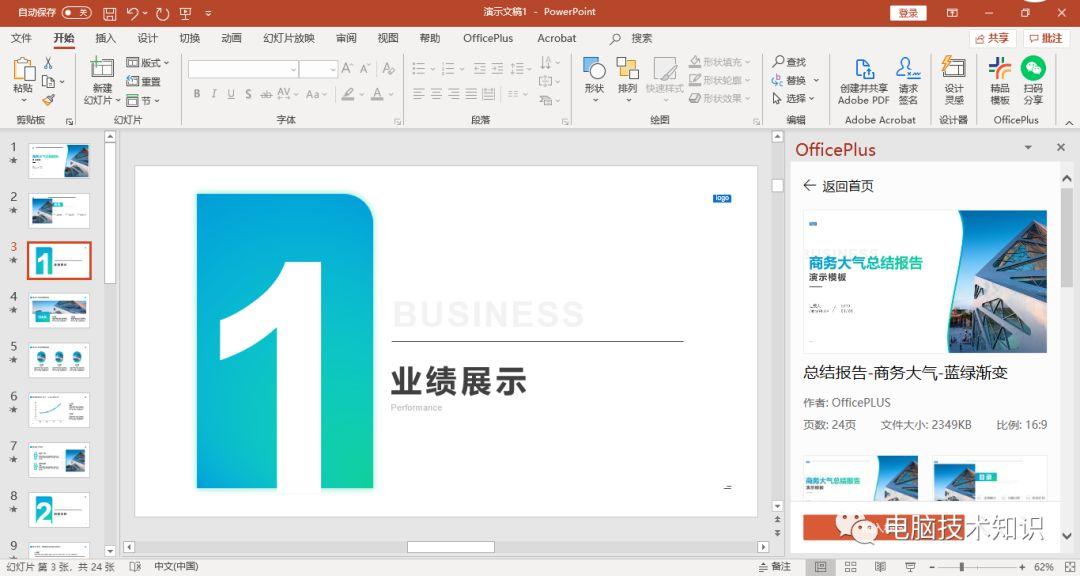 自动保存 关
演示文稿1 - PowerPoint
登录
文件 开始 插入 设计 切换 动画 幻灯片放映 审阅 视图 帮助 OfficePlus Acrobat 搜索 共享 批注
粘贴
剪贴板
新建
幻灯片
版式
重置
节
幻灯片
B I U S ab AV Aa A
字体
段落
形状
排列
快速样式
形状填充
形状轮廓
形状效果
绘图
查找
替换
选择
编辑
创建并共享
Adobe PDF
请求
签名
Adobe Acrobat
设计
灵感
设计器
精品
模板
扫码
分享
OfficePlus
1
2
3
4
5
6
7
8
9
1
logo
BUSINESS
业绩展示
Performance
OfficePlus
返回首页
商务大气总结报告
演示模板
总结报告-商务大气-蓝绿渐变
作者: OfficePLUS
页数: 24页 文件大小: 2349KB 比例: 16:9
商务大气总结报告
目录
电脑技术知识
幻灯片 第 3 张，共 24 张 中文(中国) 备注 62%